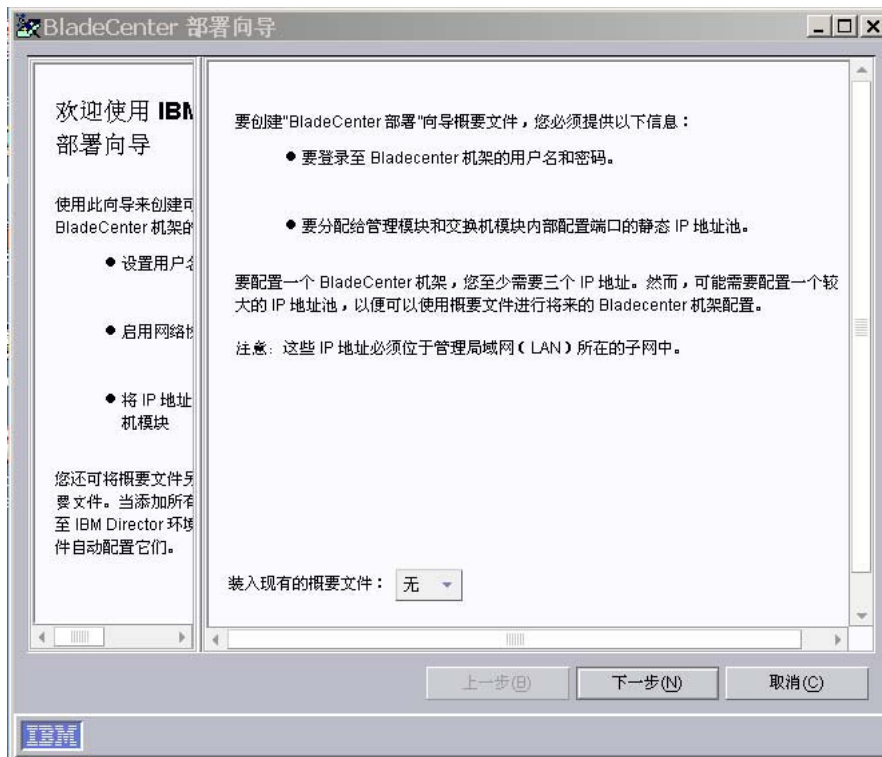 BladeCenter 部署向导
欢迎使用 IBM
部署向导
使用此向导来创建可
BladeCenter 机架的
● 设置用户名
● 启用网络协
● 将 IP 地址
机模块
您还可将概要文件另
要文件。当添加所有
至 IBM Director 环境
件自动配置它们。
要创建"BladeCenter 部署"向导概要文件，您必须提供以下信息：
● 要登录至 Bladecenter 机架的用户名和密码。
● 要分配给管理模块和交换机模块内部配置端口的静态 IP 地址池。
要配置一个 BladeCenter 机架，您至少需要三个 IP 地址。然而，可能需要配置一个较
大的 IP 地址池，以便可以使用概要文件进行将来的 Bladecenter 机架配置。
注意：这些 IP 地址必须位于管理局域网（LAN）所在的子网中。
装入现有的概要文件： 无
上一步(B) 下一步(N) 取消(C)
IBM